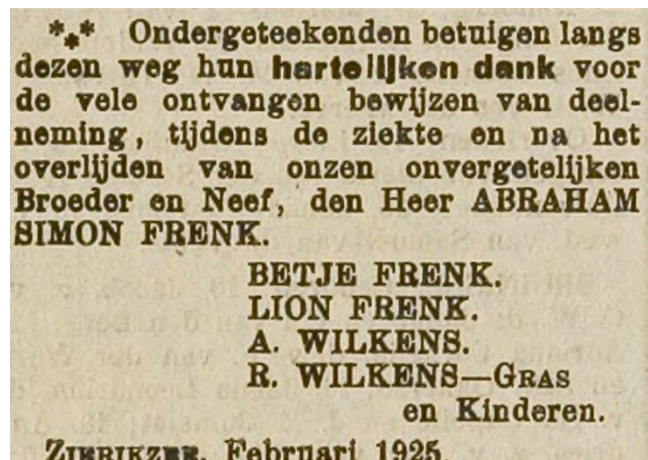 *** Ondergeteekenden betuigen langs
dezen weg hun hartelijken dank voor
de vele ontvangen bewijzen van deel-
neming, tijdens de ziekte en na het
overlijden van onzen onvergetelijken
Broeder en Neef, den Heer ABRAHAM
SIMON FRENK.
BETJE FRENK.
LION FRENK.
A. WILKENS.
R. WILKENS—GRAS
en Kinderen.
ZIERIKZEE, Februari 1925.